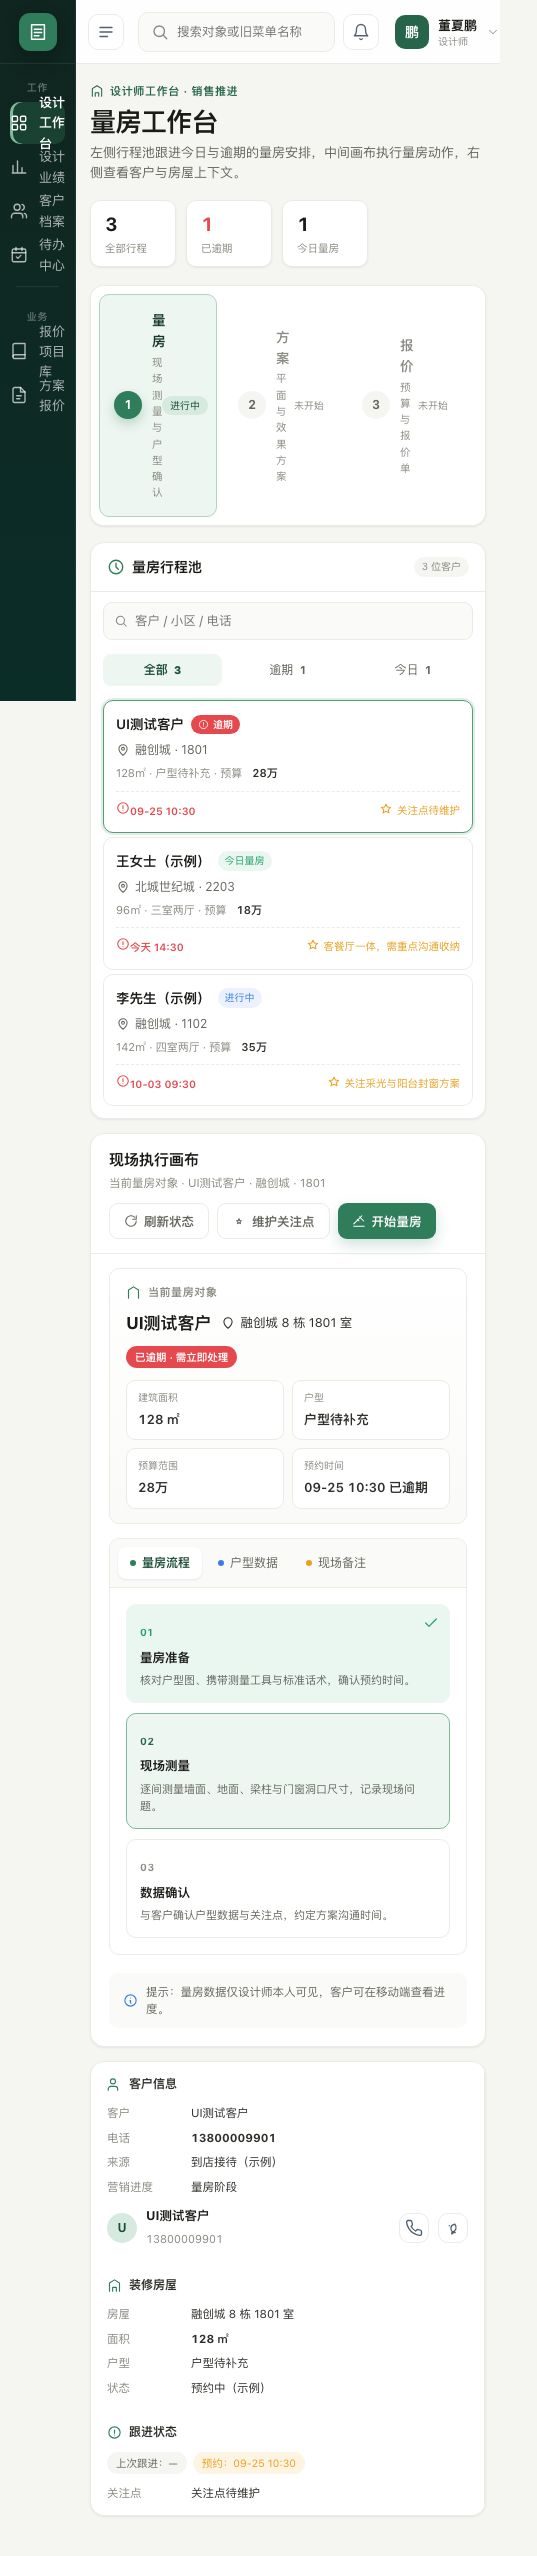 搜索对象或旧菜单名称
鹏
董夏鹏
设计师
工作
设计
工作
台
设计
业绩
客户
档案
待办
中心
业务
报价
项目
库
方案
报价
设计师工作台 · 销售推进
量房工作台
左侧行程池跟进今日与逾期的量房安排，中间画布执行量房动作，右
侧查看客户与房屋上下文。
3
全部行程
1
已逾期
1
今日量房
1
量
房
现
场
测
量
与
户
型
确
认
进行中
2
方
案
平
面
与
效
果
方
案
未开始
3
报
价
预
算
与
报
价
单
未开始
量房行程池
3 位客户
客户 / 小区 / 电话
全部 3
逾期 1
今日 1
UI测试客户
逾期
融创城 · 1801
128㎡ · 户型待补充 · 预算 28万
09-25 10:30
关注点待维护
王女士（示例）
今日量房
北城世纪城 · 2203
96㎡ · 三室两厅 · 预算 18万
今天 14:30
客餐厅一体，需重点沟通收纳
李先生（示例）
进行中
融创城 · 1102
142㎡ · 四室两厅 · 预算 35万
10-03 09:30
关注采光与阳台封窗方案
现场执行画布
当前量房对象 · UI测试客户 · 融创城 · 1801
刷新状态
维护关注点
开始量房
当前量房对象
UI测试客户
融创城 8 栋 1801 室
已逾期 · 需立即处理
建筑面积
128 ㎡
户型
户型待补充
预算范围
28万
预约时间
09-25 10:30 已逾期
量房流程
户型数据
现场备注
01
量房准备
核对户型图、携带测量工具与标准话术，确认预约时间。
02
现场测量
逐间测量墙面、地面、梁柱与门窗洞口尺寸，记录现场问
题。
03
数据确认
与客户确认户型数据与关注点，约定方案沟通时间。
提示：量房数据仅设计师本人可见，客户可在移动端查看进
度。
客户信息
客户
UI测试客户
电话
13800009901
来源
到店接待（示例）
营销进度
量房阶段
U
UI测试客户
13800009901
装修房屋
房屋
融创城 8 栋 1801 室
面积
128 ㎡
户型
户型待补充
状态
预约中（示例）
跟进状态
上次跟进：—
预约：09-25 10:30
关注点
关注点待维护